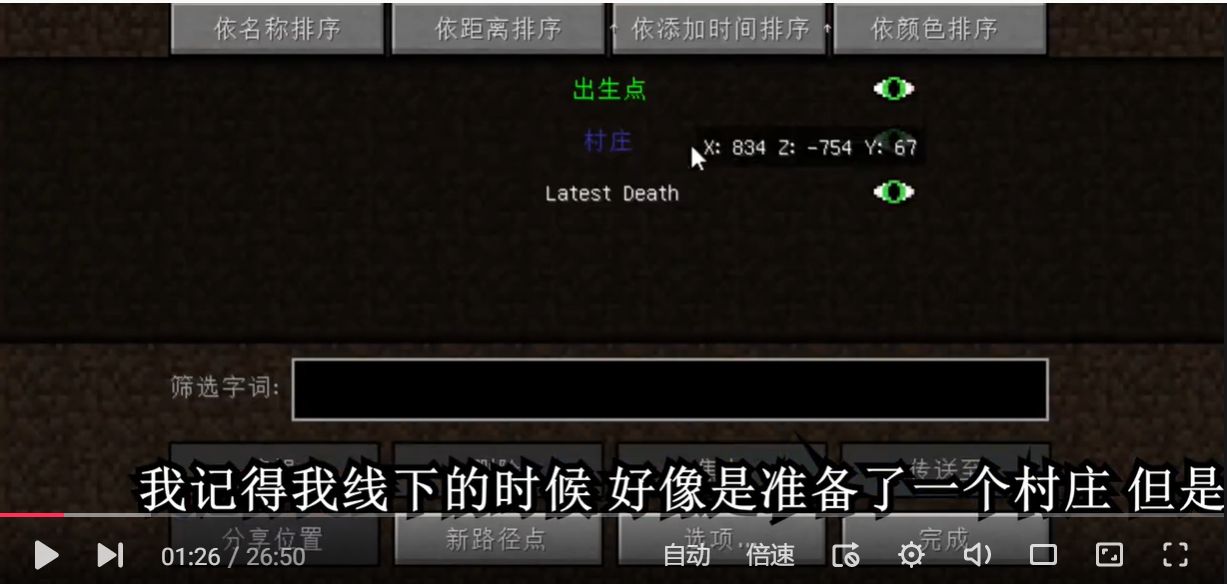 依名称排序 依距离排序 ↑ 依添加时间排序 ↑ 依颜色排序
出生点
村庄
X: 834 Z: -754 Y: 67
Latest Death
筛选字词:
传送至
我记得我线下的时候 好像是准备了一个村庄 但是
分享位置 新路径点 选项... 完成
01:26 / 26:50 自动 倍速